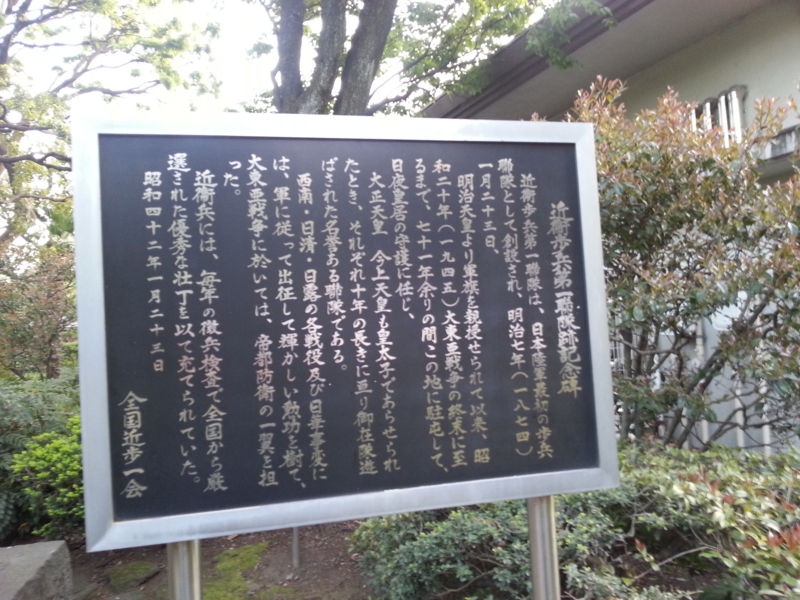 近衛歩兵第一聯隊跡記念碑
近衛歩兵第一聯隊は、日本陸軍最初の歩兵
聯隊として創設され、明治七年(一八七四)
一月二十三日、
明治天皇より軍旗を親授せられて以来、昭
和二十年(一九四五)大東亜戦争の終末に至
るまで、七十一年余りの間この地に駐屯して、
日夜皇居の守護に任じ、
大正天皇 今上天皇も皇太子であらせられ
たとき、それぞれ十年の長きに亘り御在隊遊
ばされた名誉ある聯隊である。
西南・日清・日露の各戦役及び日華事変に
は、軍に従って出征して輝かしい勲功を樹て、
大東亜戦争に於いては、帝都防衛の一翼を担
った。
近衛兵には、毎年の徴兵検査で全国から厳
選された優秀な壮丁を以て充てられていた。
昭和四十二年一月二十三日
全国近歩一会